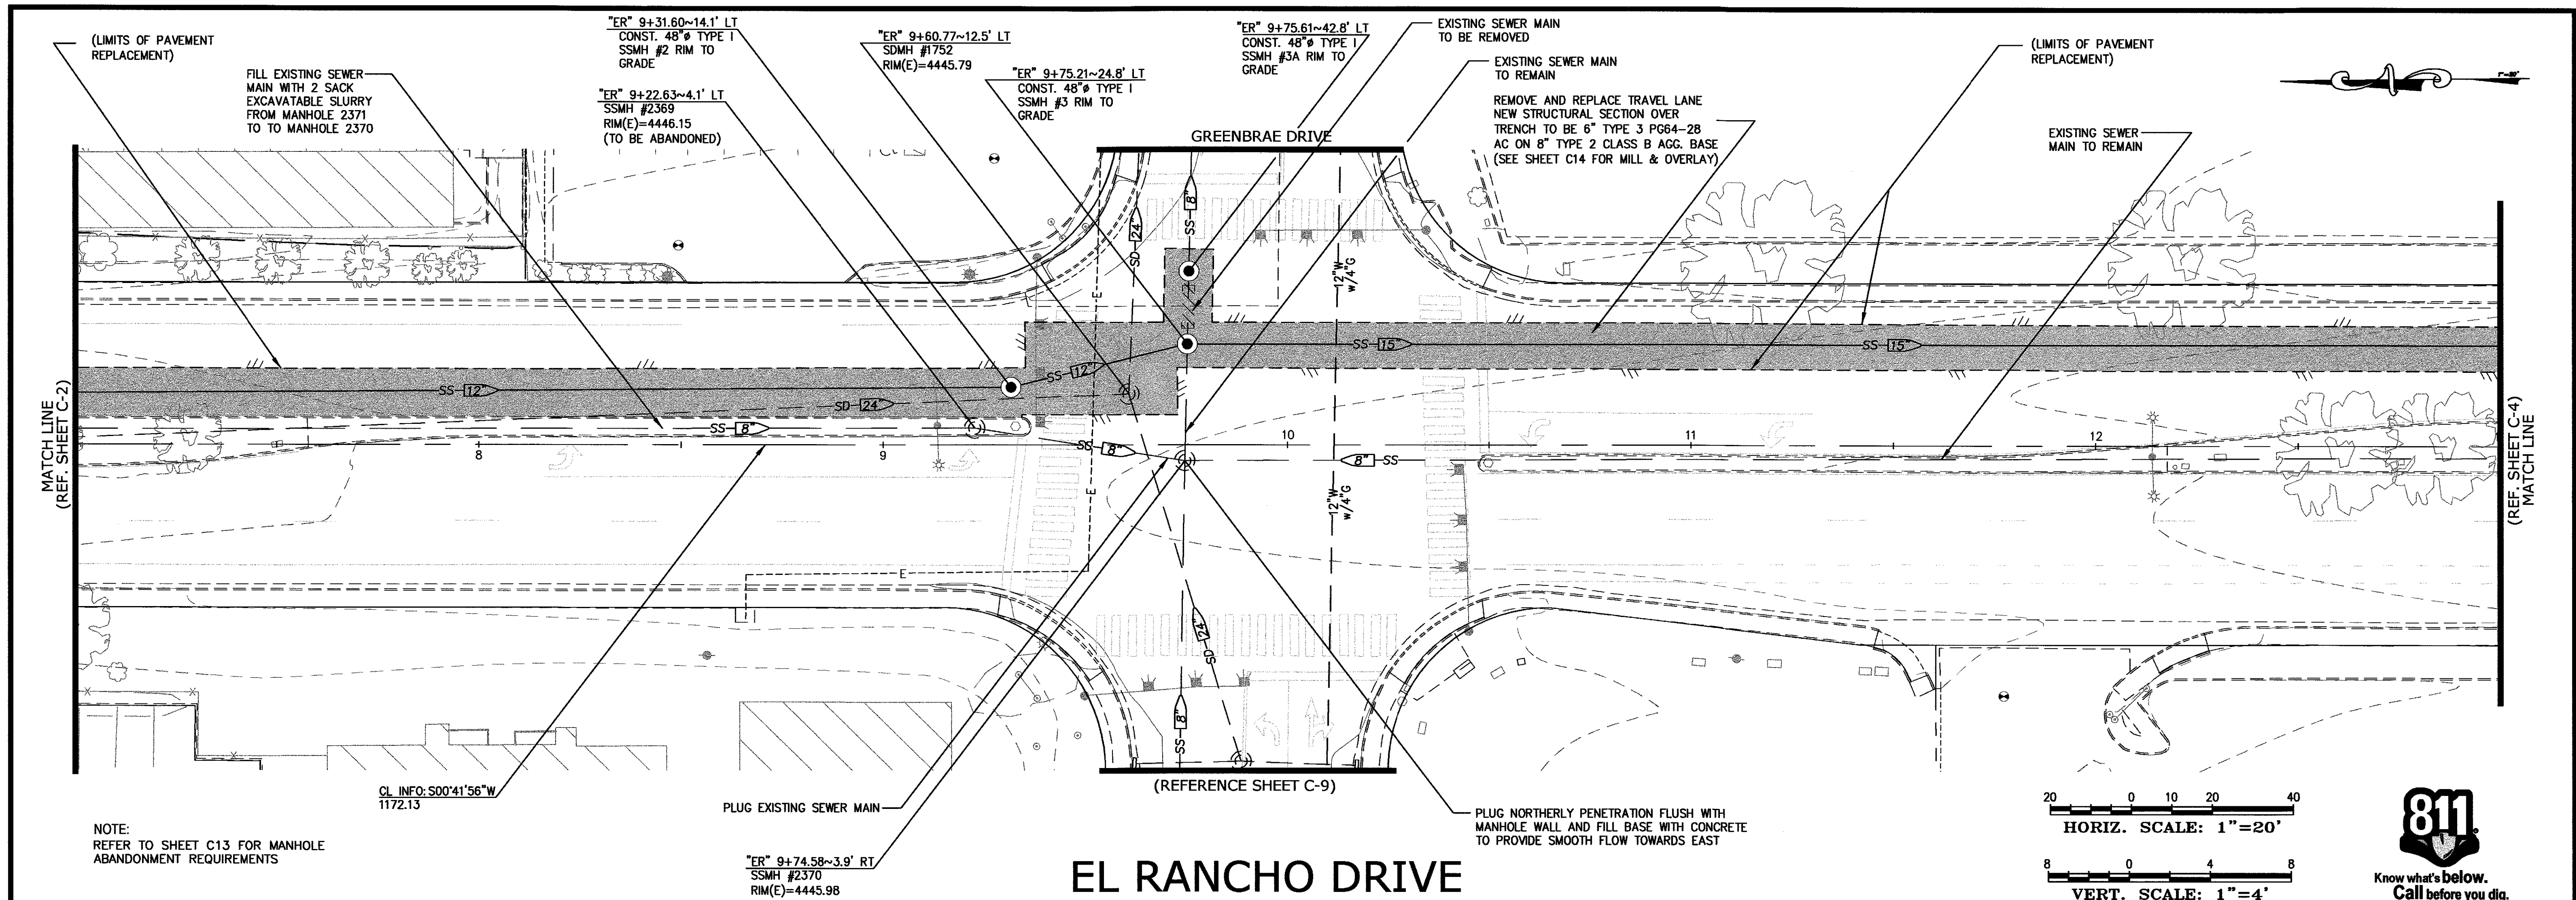 (LIMITS OF PAVEMENT
REPLACEMENT)
FILL EXISTING SEWER
MAIN WITH 2 SACK
EXCAVATABLE SLURRY
FROM MANHOLE 2371
TO TO MANHOLE 2370
"ER" 9+31.60~14.1' LT
CONST. 48"ø TYPE I
SSMH #2 RIM TO
GRADE
"ER" 9+22.63~4.1' LT
SSMH #2369
RIM(E)=4446.15
(TO BE ABANDONED)
"ER" 9+60.77~12.5' LT
SDMH #1752
RIM(E)=4445.79
"ER" 9+75.21~24.8' LT
CONST. 48"ø TYPE I
SSMH #3 RIM TO
GRADE
"ER" 9+75.61~42.8' LT
CONST. 48"ø TYPE I
SSMH #3A RIM TO
GRADE
EXISTING SEWER MAIN
TO BE REMOVED
EXISTING SEWER MAIN
TO REMAIN
REMOVE AND REPLACE TRAVEL LANE
NEW STRUCTURAL SECTION OVER
TRENCH TO BE 6" TYPE 3 PG64-28
AC ON 8" TYPE 2 CLASS B AGG. BASE
(SEE SHEET C14 FOR MILL & OVERLAY)
(LIMITS OF PAVEMENT
REPLACEMENT)
EXISTING SEWER
MAIN TO REMAIN
1"=20'
GREENBRAE DRIVE
SS 8"
SD 24"
E
12"W
w/4"G
SS 12"
SS 12"
SS 15"
SS 15"
SD 24"
SS 8"
SS 8"
8" SS
8
9
10
11
12
E
E
12"W
w/4"G
24" SD
SS 8"
MATCH LINE
(REF. SHEET C-2)
(REF. SHEET C-4)
MATCH LINE
CL INFO: S00°41'56"W
1172.13
PLUG EXISTING SEWER MAIN
(REFERENCE SHEET C-9)
PLUG NORTHERLY PENETRATION FLUSH WITH
MANHOLE WALL AND FILL BASE WITH CONCRETE
TO PROVIDE SMOOTH FLOW TOWARDS EAST
NOTE:
REFER TO SHEET C13 FOR MANHOLE
ABANDONMENT REQUIREMENTS
"ER" 9+74.58~3.9' RT
SSMH #2370
RIM(E)=4445.98
EL RANCHO DRIVE
20 0 10 20 40
HORIZ. SCALE: 1"=20'
8 0 4 8
VERT. SCALE: 1"=4'
811
Know what's below.
Call before you dig.